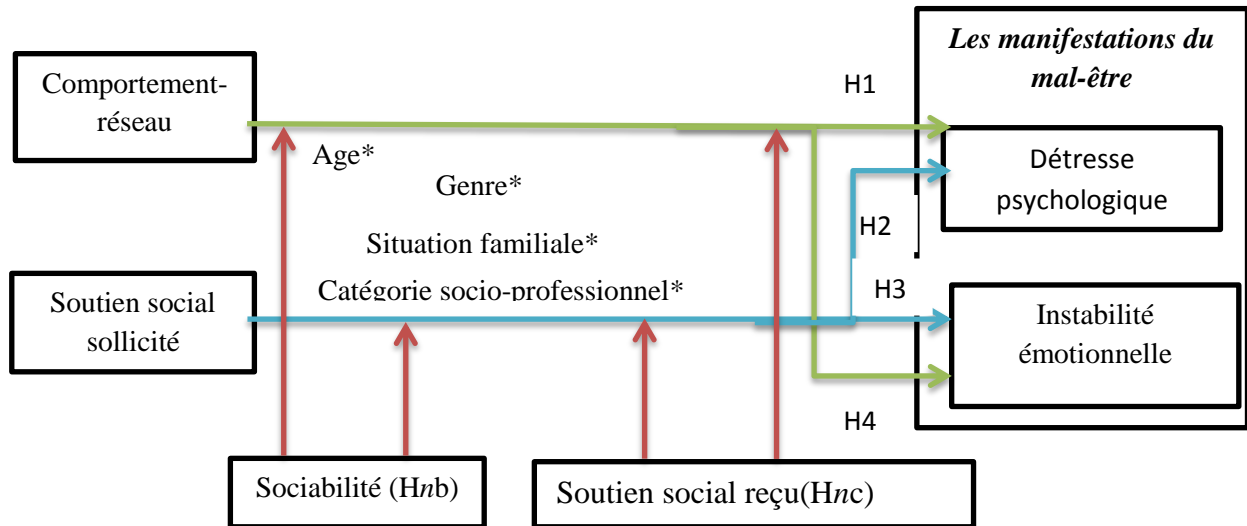 Comportement-
réseau
Les manifestations du
mal-être
H1
Age*
Genre*
Détresse
psychologique
H2
Situation familiale*
Soutien social
sollicité
Catégorie socio-professionnel*
H3
Instabilité
émotionnelle
H4
Sociabilité (Hnb)
Soutien social reçu(Hnc)